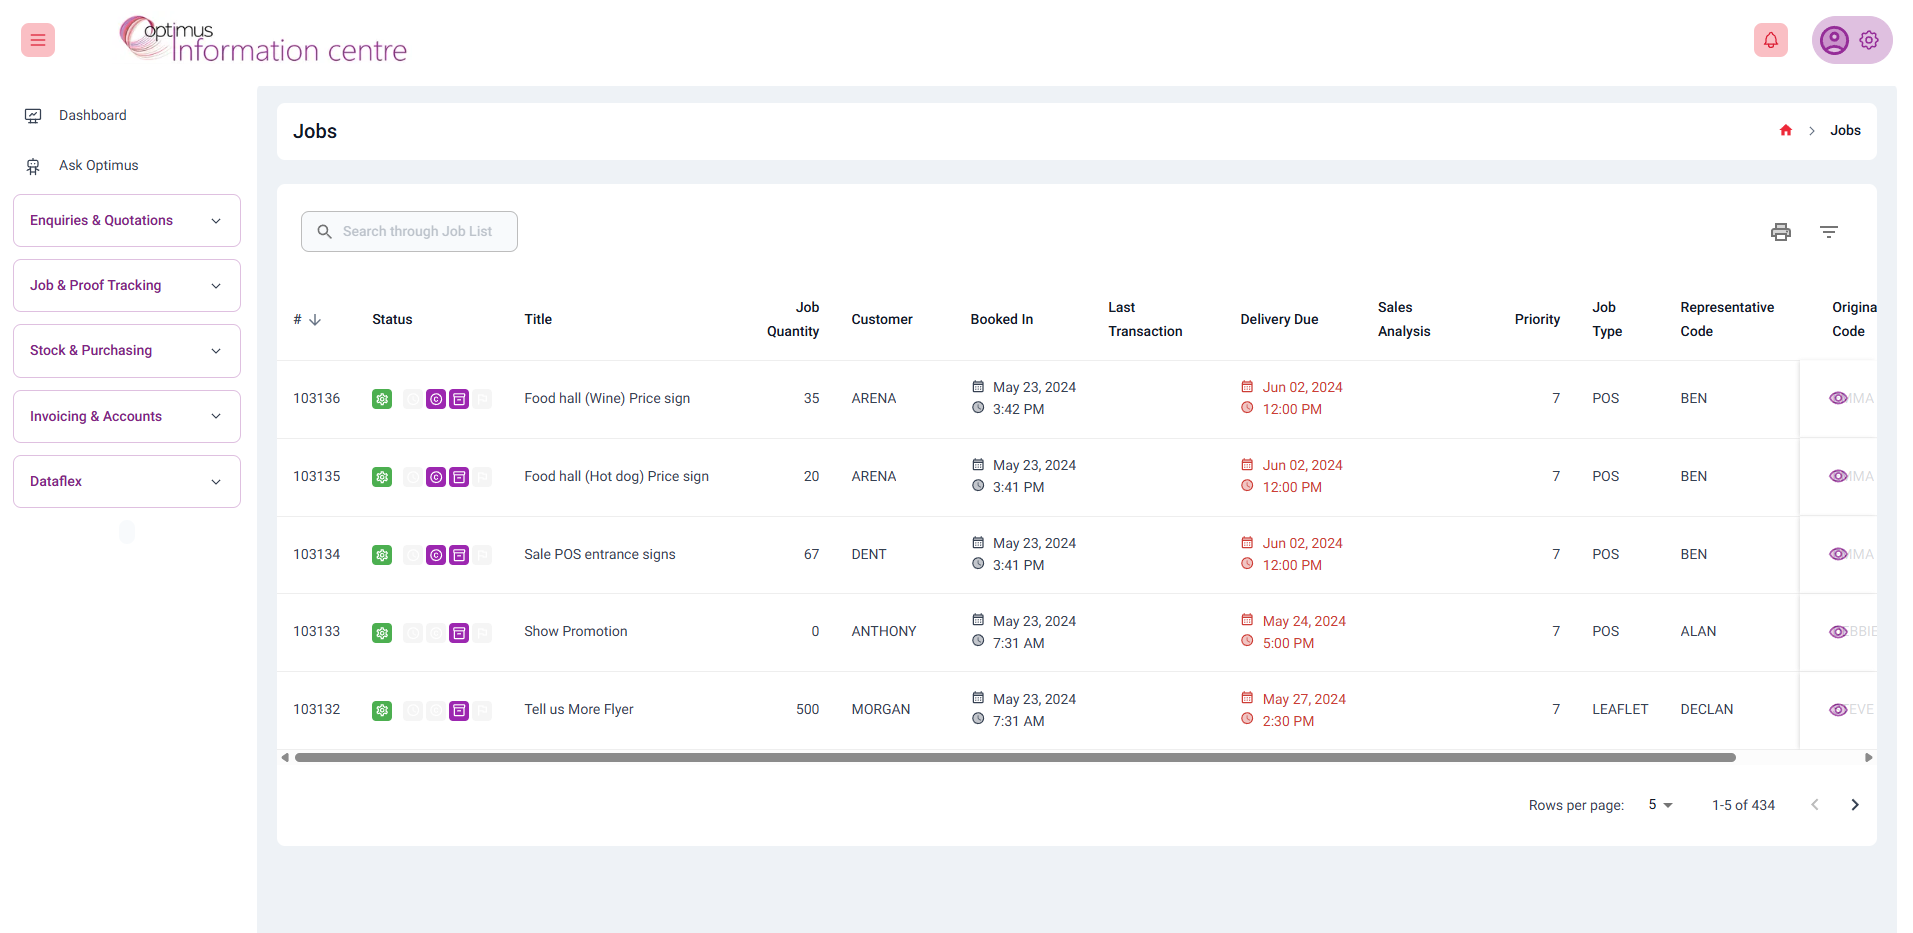 optimus
Information centre
Dashboard
Ask Optimus
Enquiries & Quotations
Job & Proof Tracking
Stock & Purchasing
Invoicing & Accounts
Dataflex
Jobs
Jobs
Search through Job List
# Status Title Job Quantity Customer Booked In Last Transaction Delivery Due Sales Analysis Priority Job Type Representative Code Origina Code
103136 Food hall (Wine) Price sign 35 ARENA May 23, 2024 3:42 PM Jun 02, 2024 12:00 PM 7 POS BEN
103135 Food hall (Hot dog) Price sign 20 ARENA May 23, 2024 3:41 PM Jun 02, 2024 12:00 PM 7 POS BEN
103134 Sale POS entrance signs 67 DENT May 23, 2024 3:41 PM Jun 02, 2024 12:00 PM 7 POS BEN
103133 Show Promotion 0 ANTHONY May 23, 2024 7:31 AM May 24, 2024 5:00 PM 7 POS ALAN
103132 Tell us More Flyer 500 MORGAN May 23, 2024 7:31 AM May 27, 2024 2:30 PM 7 LEAFLET DECLAN
Rows per page: 5 1-5 of 434